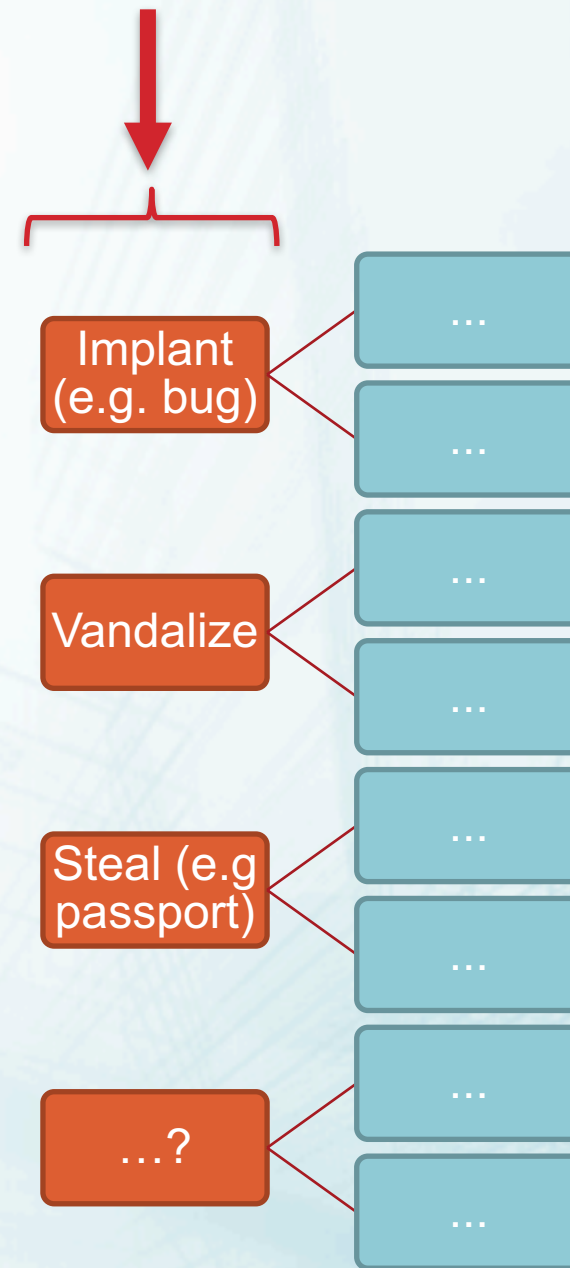 Implant
(e.g. bug)
…
…
Vandalize
…
…
Steal (e.g
passport)
…
…
…?
…
…